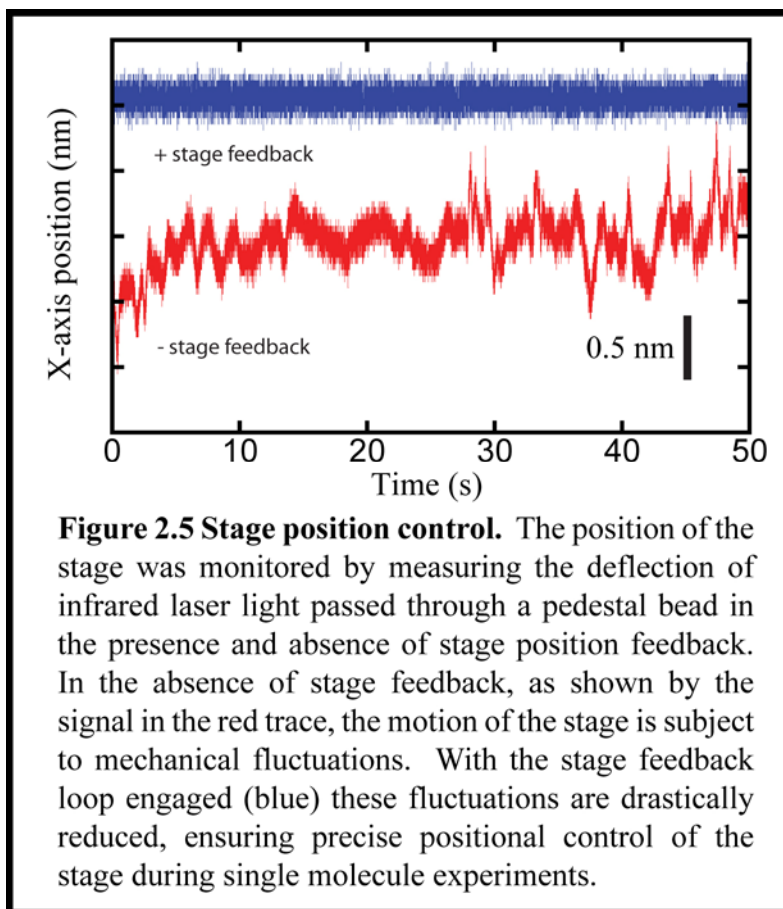 X-axis position (nm)
+ stage feedback
- stage feedback
0.5 nm
0 10 20 30 40 50
Time (s)
Figure 2.5 Stage position control. The position of the
stage was monitored by measuring the deflection of
infrared laser light passed through a pedestal bead in
the presence and absence of stage position feedback.
In the absence of stage feedback, as shown by the
signal in the red trace, the motion of the stage is subject
to mechanical fluctuations. With the stage feedback
loop engaged (blue) these fluctuations are drastically
reduced, ensuring precise positional control of the
stage during single molecule experiments.